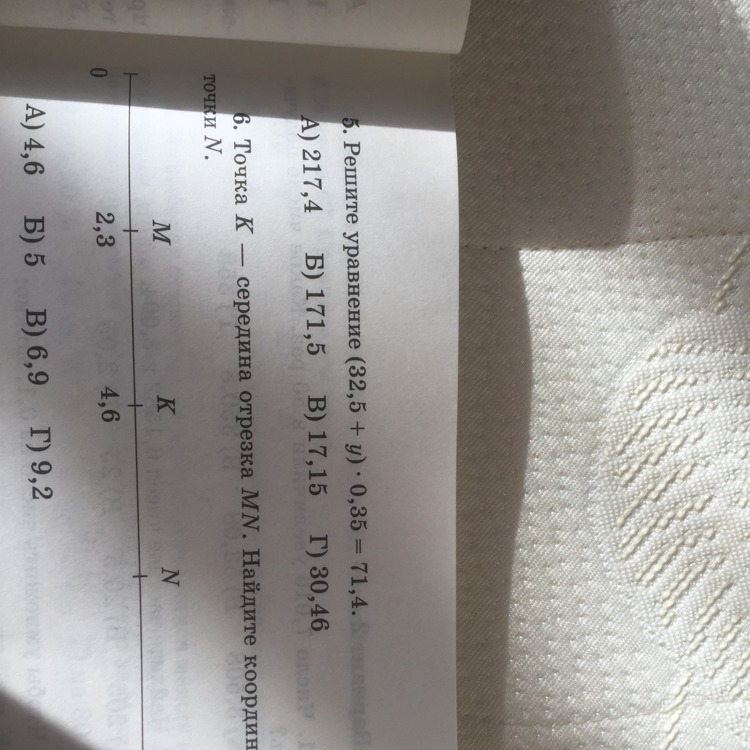 5. Решите уравнение (32,5 + y) · 0,35 = 71,4.
А) 217,4 Б) 171,5 В) 17,15 Г) 30,46
6. Точка K — середина отрезка MN. Найдите координ
точки N.
M K N
0 2,3 4,6
А) 4,6 Б) 5 В) 6,9 Г) 9,2